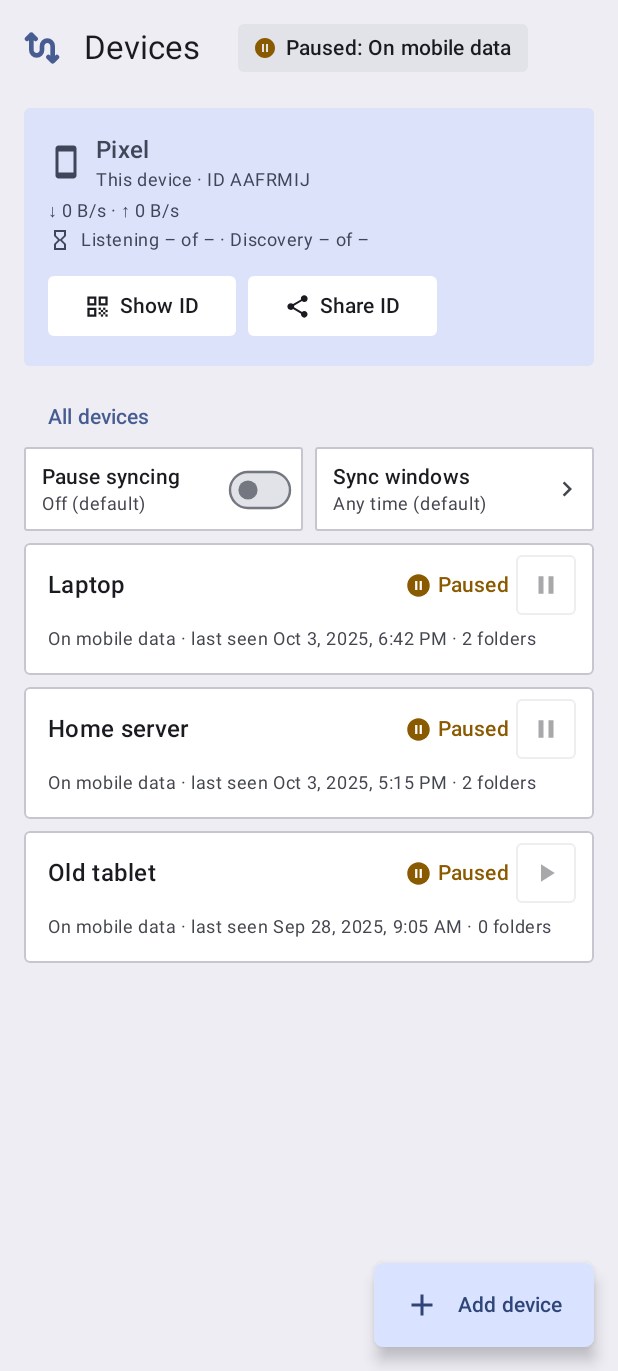 Devices
Paused: On mobile data
Pixel
This device · ID AAFRMIJ
↓ 0 B/s · ↑ 0 B/s
Listening – of – · Discovery – of –
Show ID
Share ID
All devices
Pause syncing
Off (default)
Sync windows
Any time (default)
Laptop
Paused
On mobile data · last seen Oct 3, 2025, 6:42 PM · 2 folders
Home server
Paused
On mobile data · last seen Oct 3, 2025, 5:15 PM · 2 folders
Old tablet
Paused
On mobile data · last seen Sep 28, 2025, 9:05 AM · 0 folders
Add device